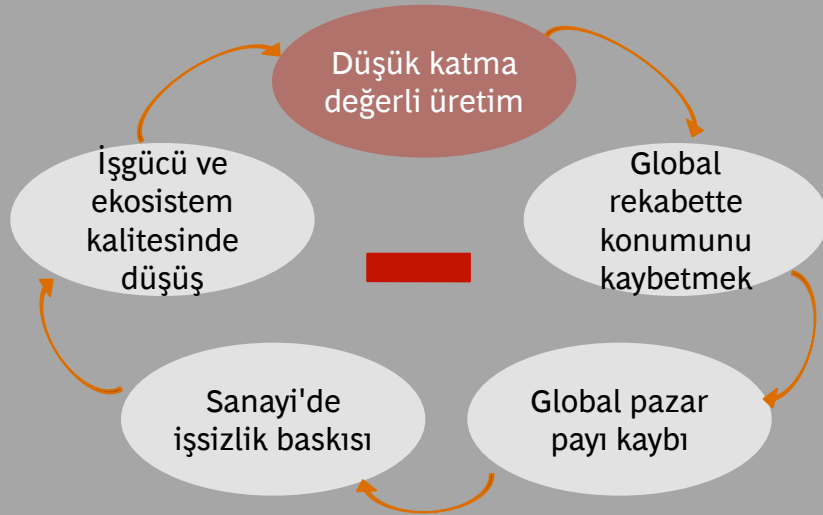 Düşük katma
değerli üretim
Global
rekabette
konumunu
kaybetmek
Global pazar
payı kaybı
Sanayi'de
işsizlik baskısı
İşgücü ve
ekosistem
kalitesinde
düşüş